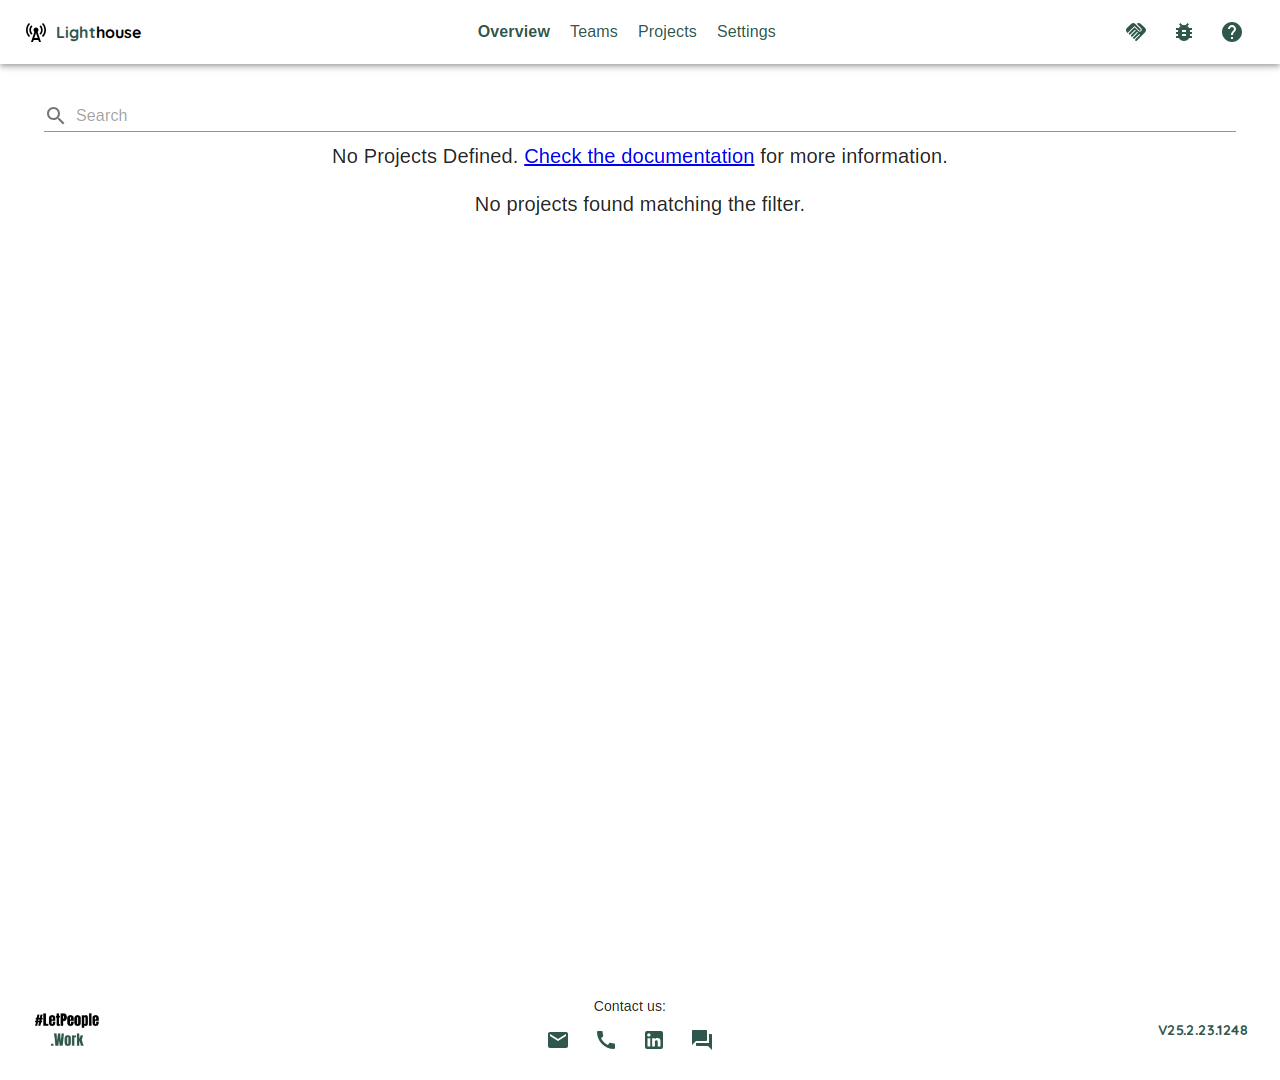 Lighthouse
Overview Teams Projects Settings
Search
No Projects Defined. Check the documentation for more information.
No projects found matching the filter.
#LetPeople
.Work
Contact us:
V25.2.23.1248